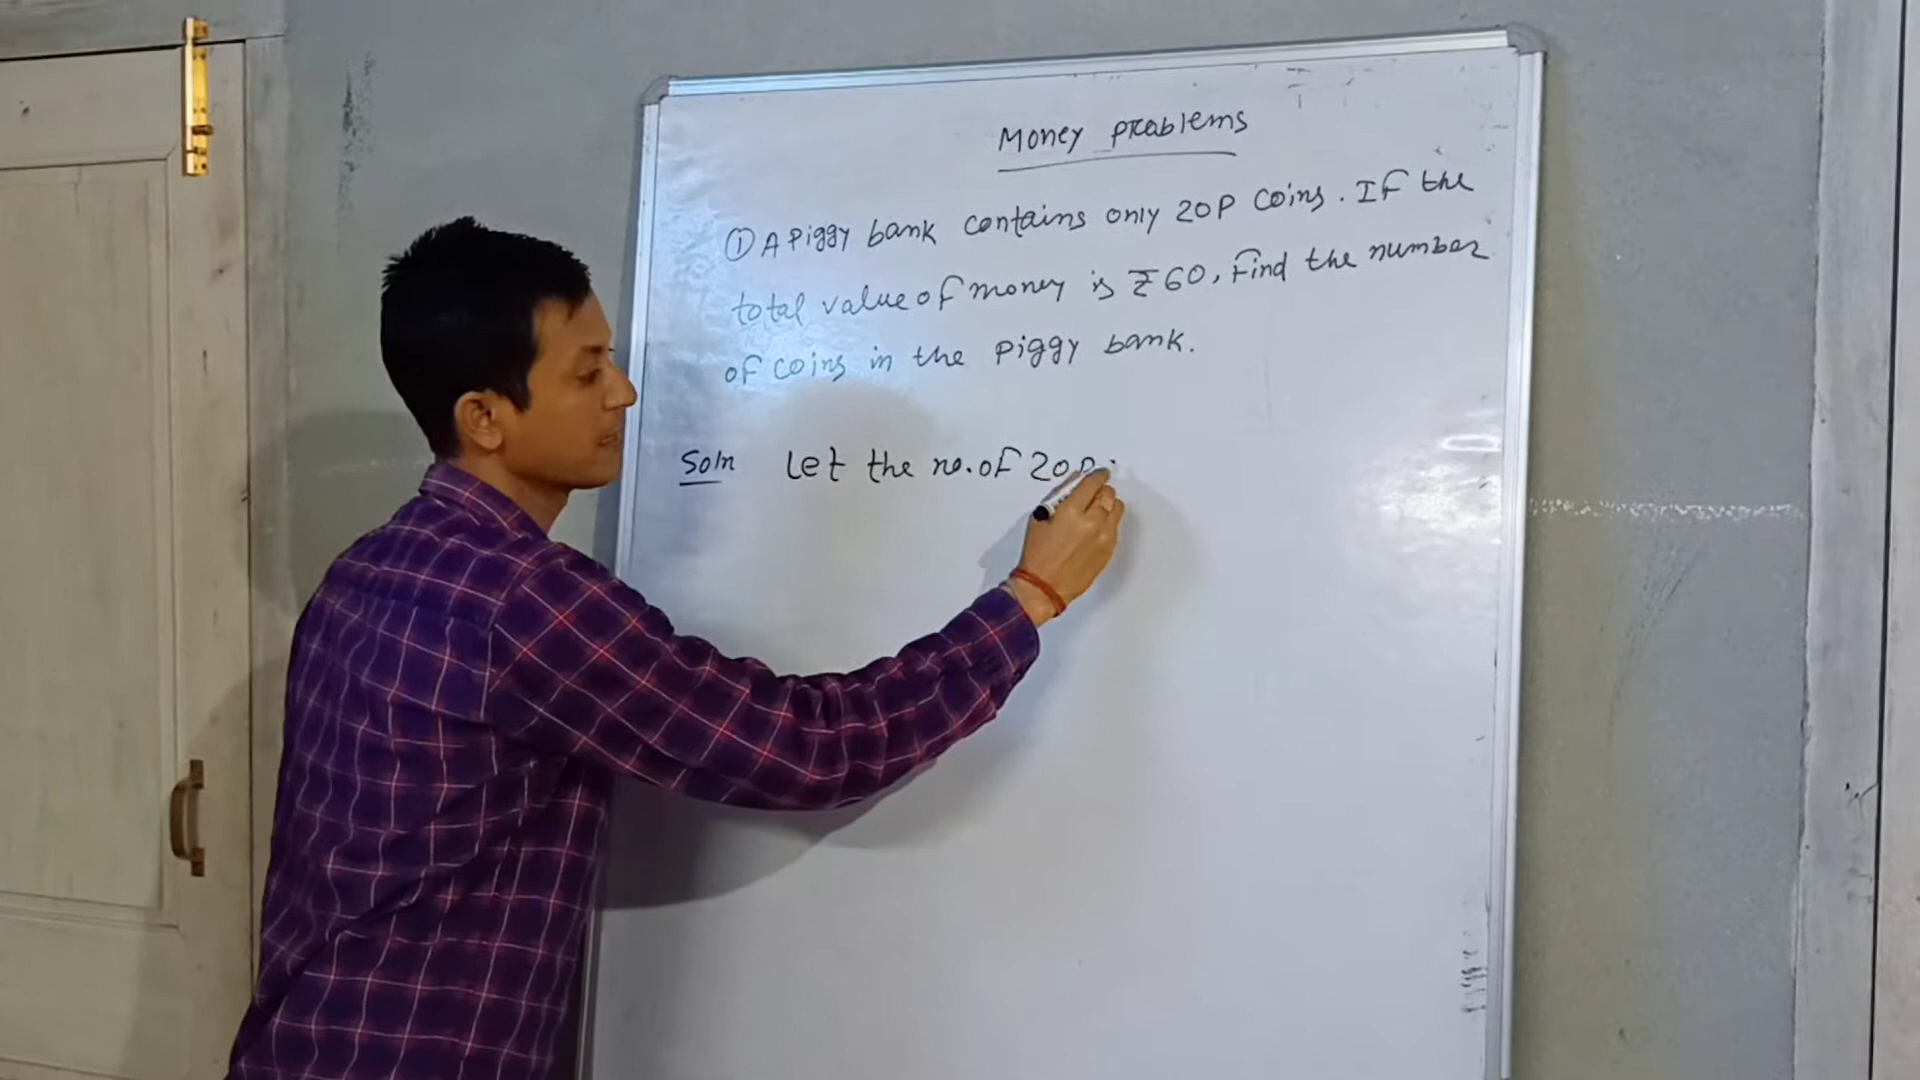 Money problems
① A Piggy bank contains only 20P Coins. If the
total value of money is ₹60, Find the number
of coins in the Piggy bank.
Soln Let the no. of 20P